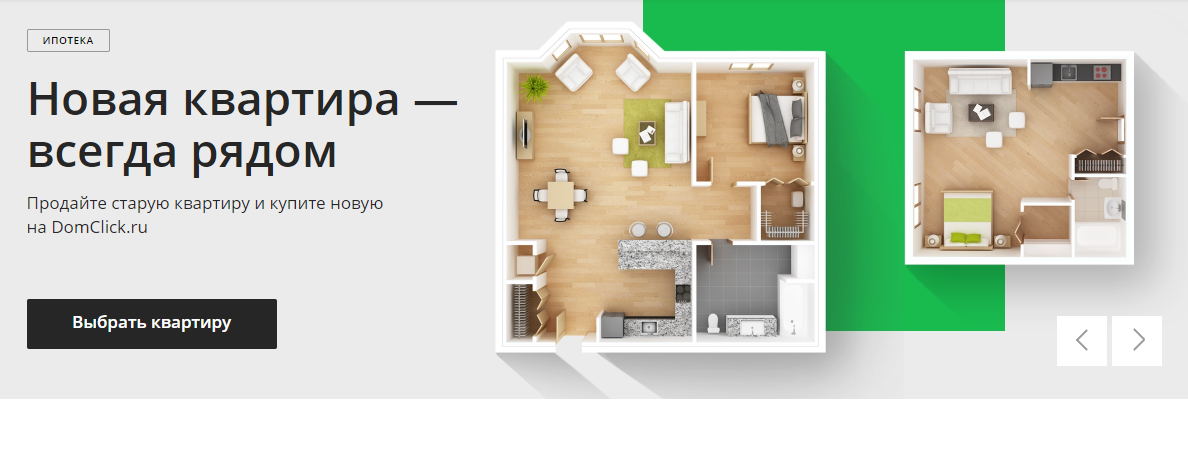 ИПОТЕКА
Новая квартира —
всегда рядом
Продайте старую квартиру и купите новую
на DomClick.ru
Выбрать квартиру